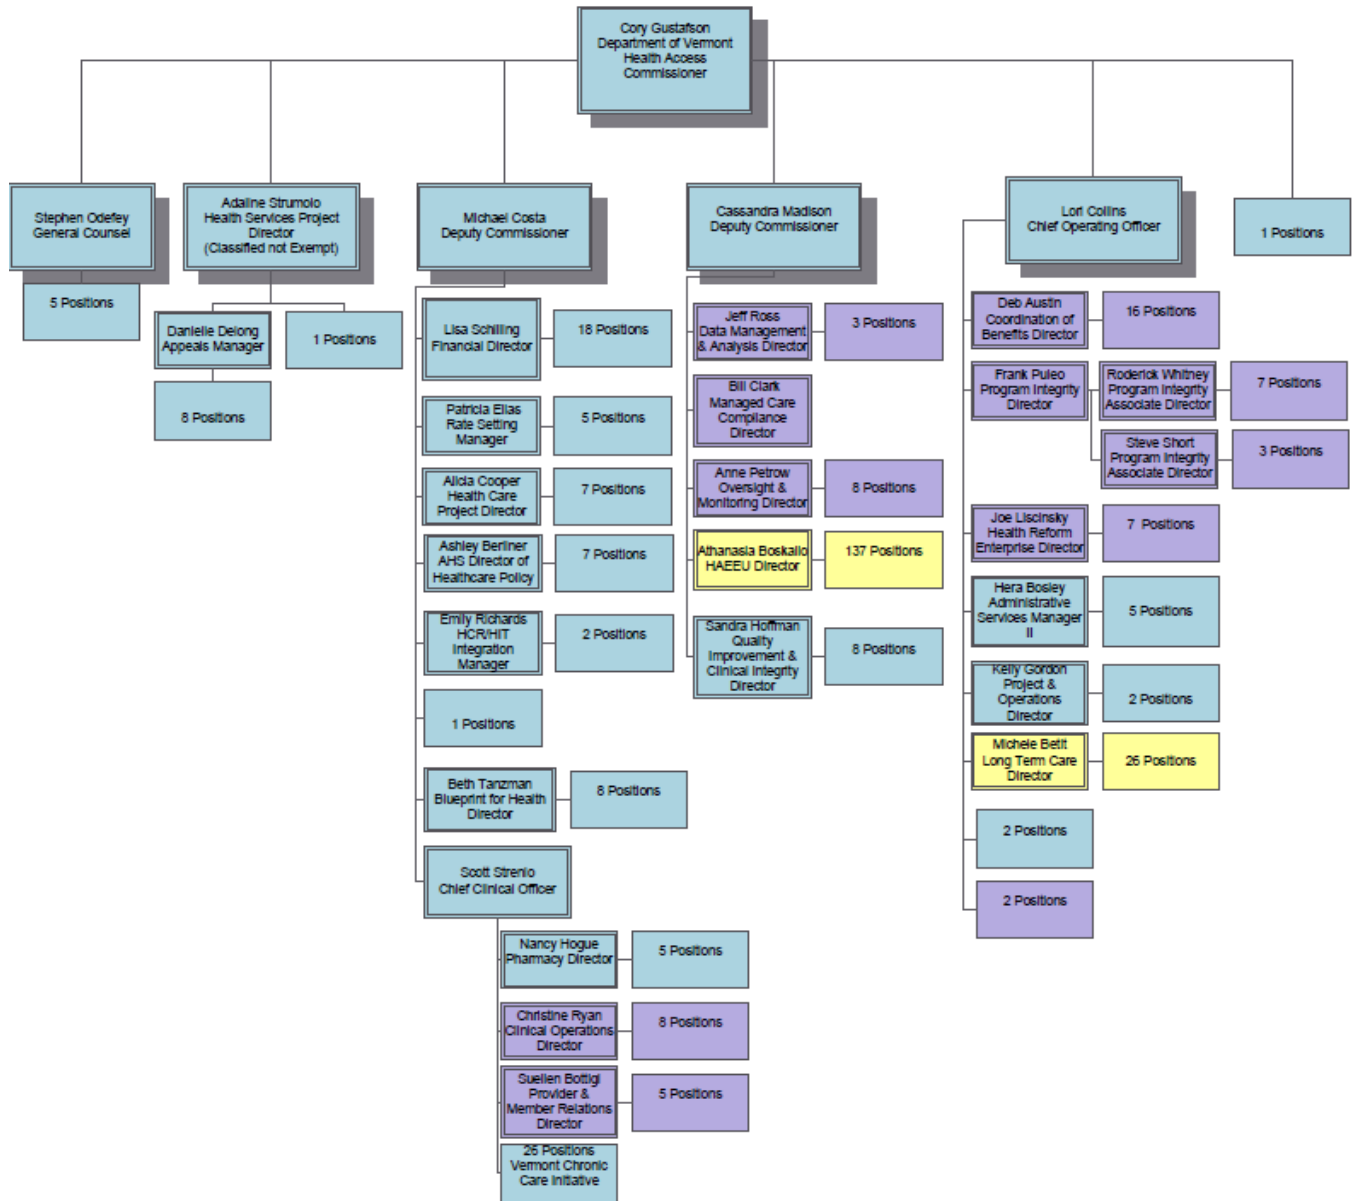 Cory Gustafson
Department of Vermont
Health Access
Commissioner
Stephen Odefey
General Counsel
5 Positions
Adaline Strumolo
Health Services Project
Director
(Classified not Exempt)
Danielle Delong
Appeals Manager
8 Positions
1 Positions
Michael Costa
Deputy Commissioner
Lisa Schilling
Financial Director
18 Positions
Patricia Elias
Rate Setting
Manager
5 Positions
Alicia Cooper
Health Care
Project Director
7 Positions
Ashley Berliner
AHS Director of
Healthcare Policy
7 Positions
Emily Richards
HCR/HIT
Integration
Manager
2 Positions
1 Positions
Beth Tanzman
Blueprint for Health
Director
8 Positions
Scott Strenio
Chief Clinical Officer
Nancy Hogue
Pharmacy Director
5 Positions
Christine Ryan
Clinical Operations
Director
8 Positions
Suellen Bottigi
Provider &
Member Relations
Director
5 Positions
26 Positions
Vermont Chronic
Care Initiative
Cassandra Madison
Deputy Commissioner
Jeff Ross
Data Management
& Analysis Director
3 Positions
Bill Clark
Managed Care
Compliance
Director
Anne Petrow
Oversight &
Monitoring Director
8 Positions
Athanasia Boskailo
HAEEU Director
137 Positions
Sandra Hoffman
Quality
Improvement &
Clinical Integrity
Director
8 Positions
Lori Collins
Chief Operating Officer
Deb Austin
Coordination of
Benefits Director
16 Positions
Frank Puleo
Program Integrity
Director
Roderick Whitney
Program Integrity
Associate Director
7 Positions
Steve Short
Program Integrity
Associate Director
3 Positions
Joe Liscinsky
Health Reform
Enterprise Director
7 Positions
Hera Bosley
Administrative
Services Manager
II
5 Positions
Kelly Gordon
Project &
Operations
Director
2 Positions
Michele Betit
Long Term Care
Director
26 Positions
2 Positions
2 Positions
1 Positions